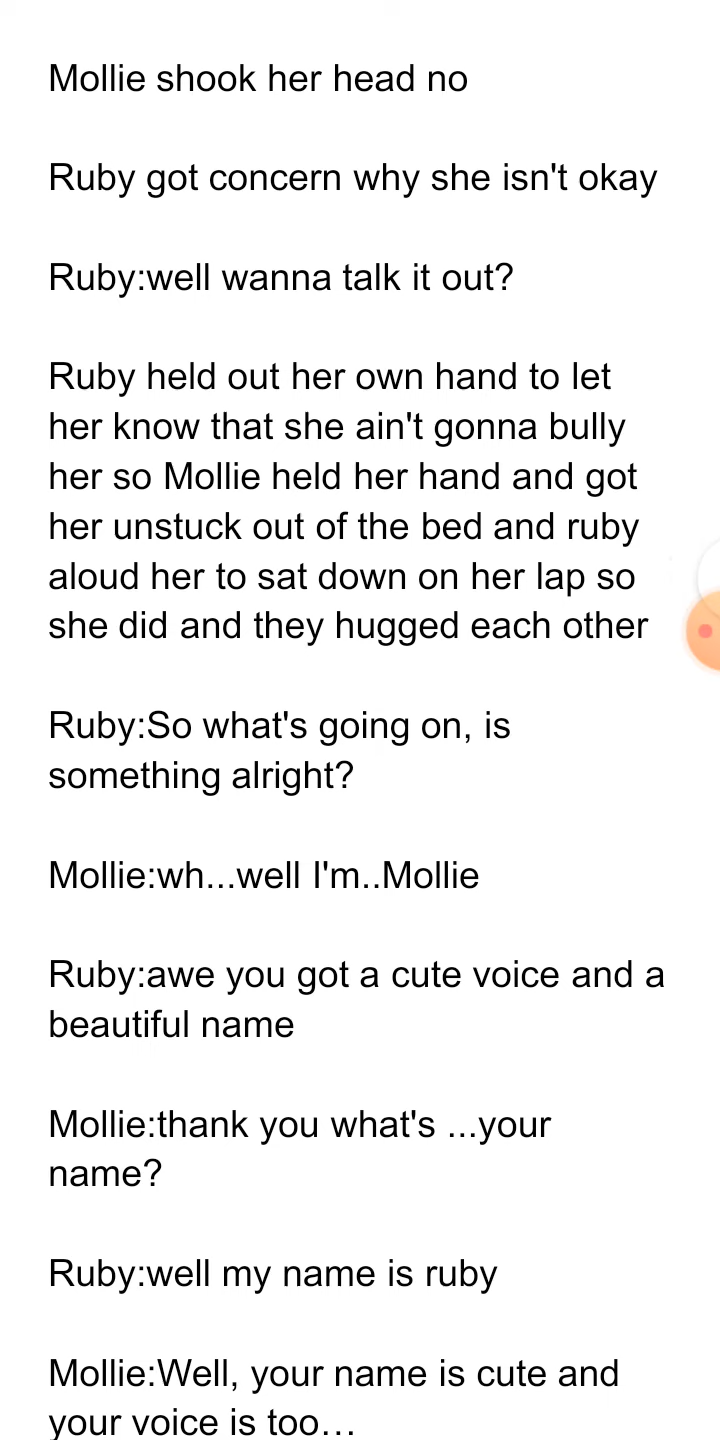 Mollie shook her head no
Ruby got concern why she isn't okay
Ruby:well wanna talk it out?
Ruby held out her own hand to let
her know that she ain't gonna bully
her so Mollie held her hand and got
her unstuck out of the bed and ruby
aloud her to sat down on her lap so
she did and they hugged each other
Ruby:So what's going on, is
something alright?
Mollie:wh...well I'm..Mollie
Ruby:awe you got a cute voice and a
beautiful name
Mollie:thank you what's ...your
name?
Ruby:well my name is ruby
Mollie:Well, your name is cute and
your voice is too…